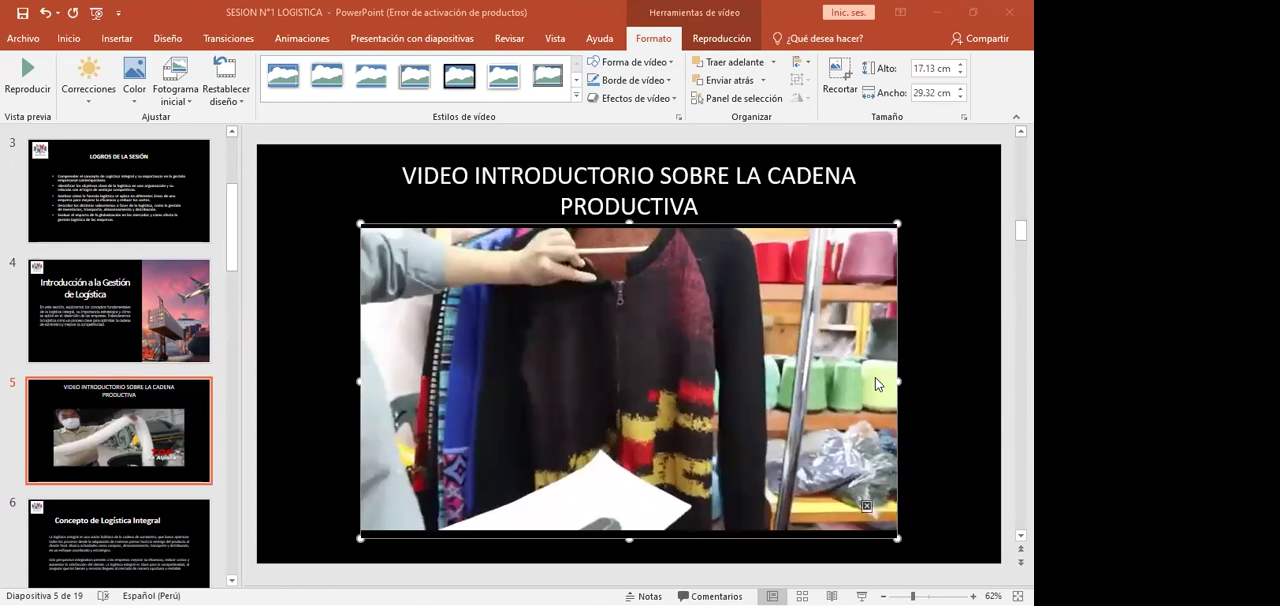 SESION N°1 LOGISTICA - PowerPoint (Error de activación de productos)
Herramientas de vídeo
Inic. ses.
Archivo Inicio Insertar Diseño Transiciones Animaciones Presentación con diapositivas Revisar Vista Ayuda Formato Reproducción ¿Qué desea hacer? Compartir
Reproducir
Correcciones
Color
Fotograma inicial
Restablecer diseño
Forma de vídeo
Borde de vídeo
Efectos de vídeo
Traer adelante
Enviar atrás
Panel de selección
Recortar
Alto: 17.13 cm
Ancho: 29.32 cm
Vista previa
Ajustar
Estilos de vídeo
Organizar
Tamaño
3
LOGROS DE LA SESIÓN
4
Introducción a la Gestión
de Logística
5
VIDEO INTRODUCTORIO SOBRE LA CADENA
PRODUCTIVA
6
Concepto de Logística Integral
VIDEO INTRODUCTORIO SOBRE LA CADENA
PRODUCTIVA
Diapositiva 5 de 19
Español (Perú)
Notas
Comentarios
62%